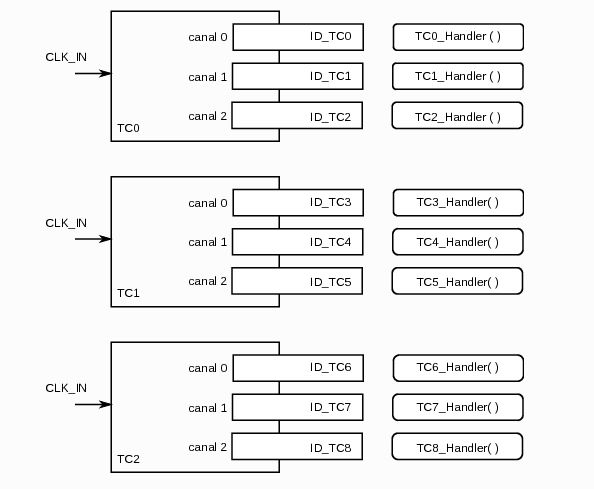 canal 0 ID_TC0 TC0_Handler ( )
CLK_IN
canal 1 ID_TC1 TC1_Handler ( )
canal 2 ID_TC2 TC2_Handler ( )
TC0
canal 0 ID_TC3 TC3_Handler( )
CLK_IN
canal 1 ID_TC4 TC4_Handler( )
canal 2 ID_TC5 TC5_Handler( )
TC1
canal 0 ID_TC6 TC6_Handler( )
CLK_IN
canal 1 ID_TC7 TC7_Handler( )
canal 2 ID_TC8 TC8_Handler( )
TC2